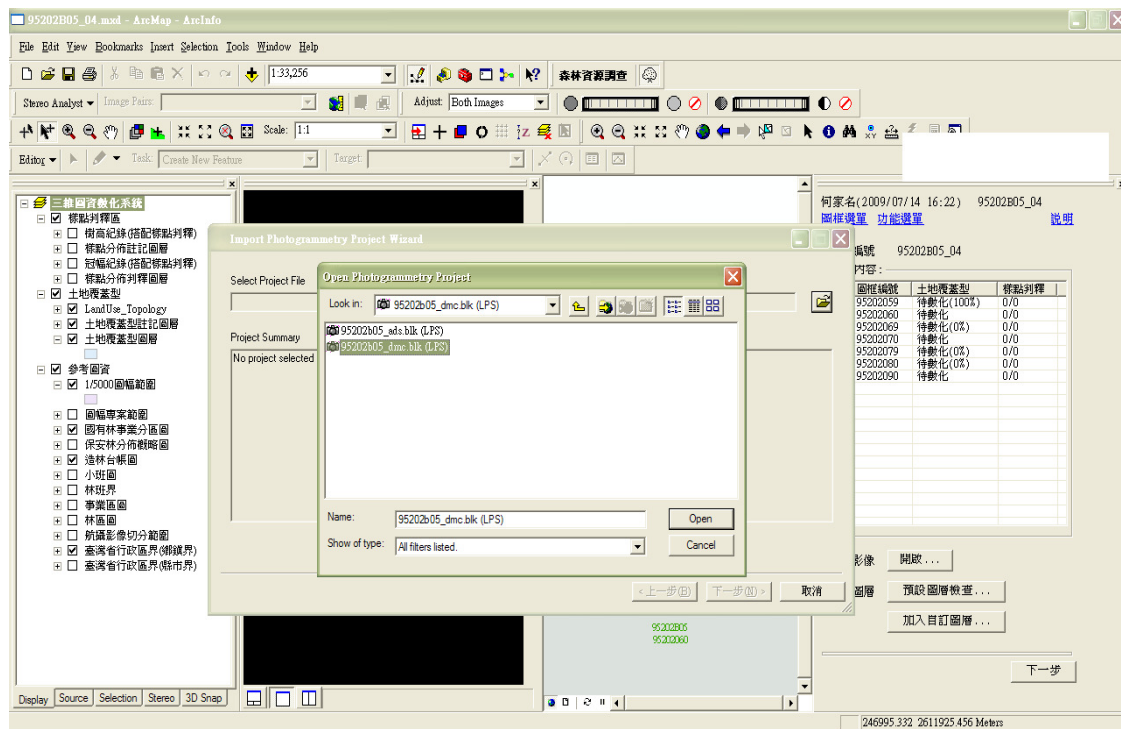 95202B05_04.mxd - ArcMap - ArcInfo
File Edit View Bookmarks Insert Selection Tools Window Help
1:33,256
森林資源調查
Stereo Analyst
Image Pairs:
Adjust: Both Images
Scale: 1:1
Editor
Task: Create New Feature
Target:
三維圖資數化系統
樣點判釋區
樹高紀錄(搭配樣點判釋)
樣點分佈註記圖層
冠幅紀錄(搭配樣點判釋)
樣點分布判釋圖層
土地覆蓋型
LandUse_Topology
土地覆蓋型註記圖層
土地覆蓋型圖層
參考圖資
1/5000圖幅範圍
圖幅專案範圍
國有林事業分區圖
保安林分佈概略圖
造林台帳圖
小班圖
林班界
事業區圖
林區圖
航攝影像切分範圍
臺灣省行政區界(鄉鎮界)
臺灣省行政區界(縣市界)
Display Source Selection Stereo 3D Snap
Import Photogrammetry Project Wizard
Select Project File
Project Summary
No project selected
Open Photogrammetry Project
Look in: 95202b05_dmc.blk (LPS)
95202b05_ads.blk (LPS)
95202b05_dmc.blk (LPS)
Name: 95202b05_dmc.blk (LPS)
Open
Show of type: All filters listed.
Cancel
<上一步(B) 下一步(N)> 取消
95202B05
95202060
何家名(2009/07/14 16:22) 95202B05_04
圖框選單 功能選單 說明
編號 95202B05_04
內容:
圖框編號 土地覆蓋型 樣點判釋
95202059 待數化(100%) 0/0
95202060 待數化 0/0
95202069 待數化(0%) 0/0
95202070 待數化 0/0
95202079 待數化(0%) 0/0
95202080 待數化(0%) 0/0
95202090 待數化 0/0
影像 開啟...
圖層 預設圖層檢查...
加入自訂圖層...
下一步
246995.332 2611925.456 Meters